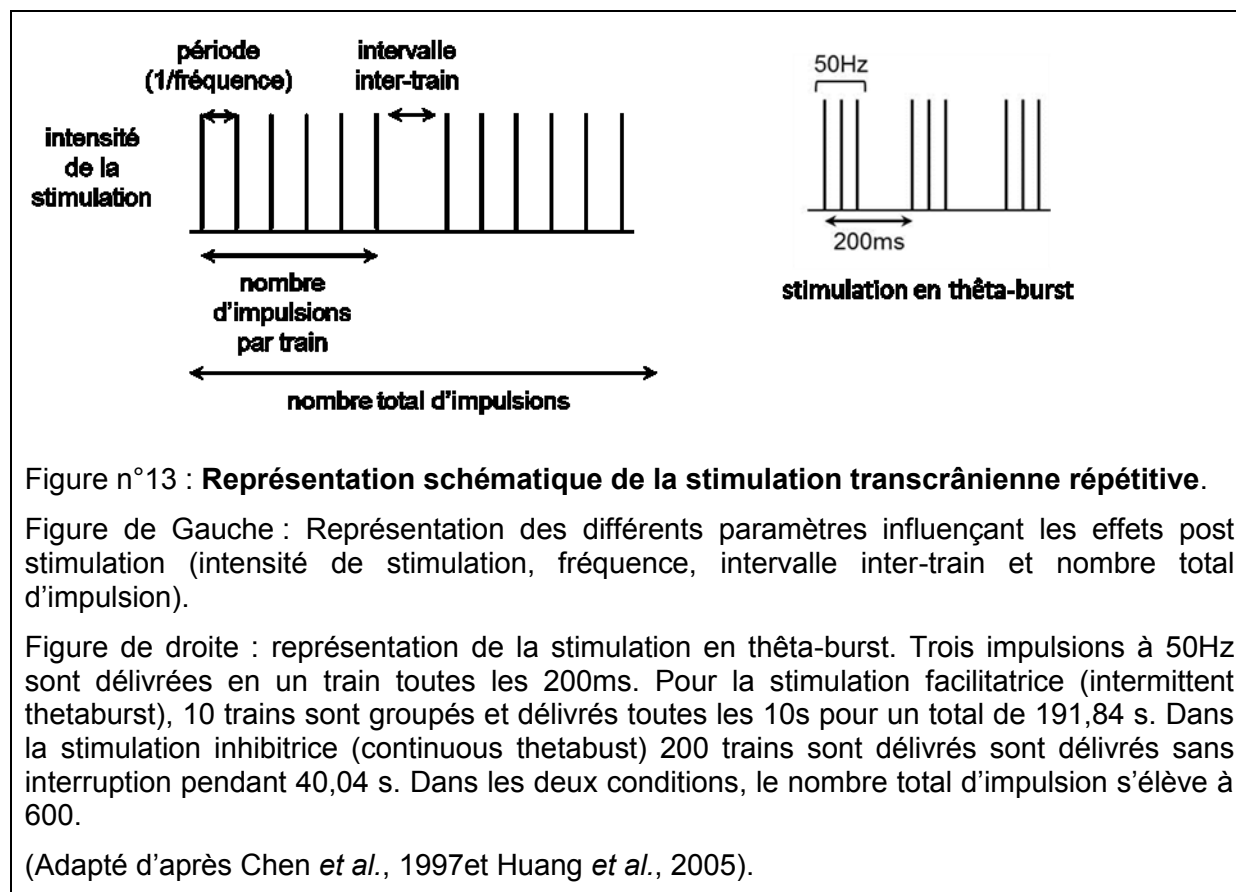 période
(1/fréquence)
intervalle
inter-train
intensité
de la
stimulation
nombre
d'impulsions
par train
nombre total d'impulsions
50Hz
200ms
stimulation en thêta-burst
Figure n°13 : Représentation schématique de la stimulation transcrânienne répétitive.
Figure de Gauche : Représentation des différents paramètres influençant les effets post
stimulation (intensité de stimulation, fréquence, intervalle inter-train et nombre total
d'impulsion).
Figure de droite : représentation de la stimulation en thêta-burst. Trois impulsions à 50Hz
sont délivrées en un train toutes les 200ms. Pour la stimulation facilitatrice (intermittent
thetaburst), 10 trains sont groupés et délivrés toutes les 10s pour un total de 191,84 s. Dans
la stimulation inhibitrice (continuous thetabust) 200 trains sont délivrés sont délivrés sans
interruption pendant 40,04 s. Dans les deux conditions, le nombre total d'impulsion s'élève à
600.
(Adapté d'après Chen et al., 1997et Huang et al., 2005).